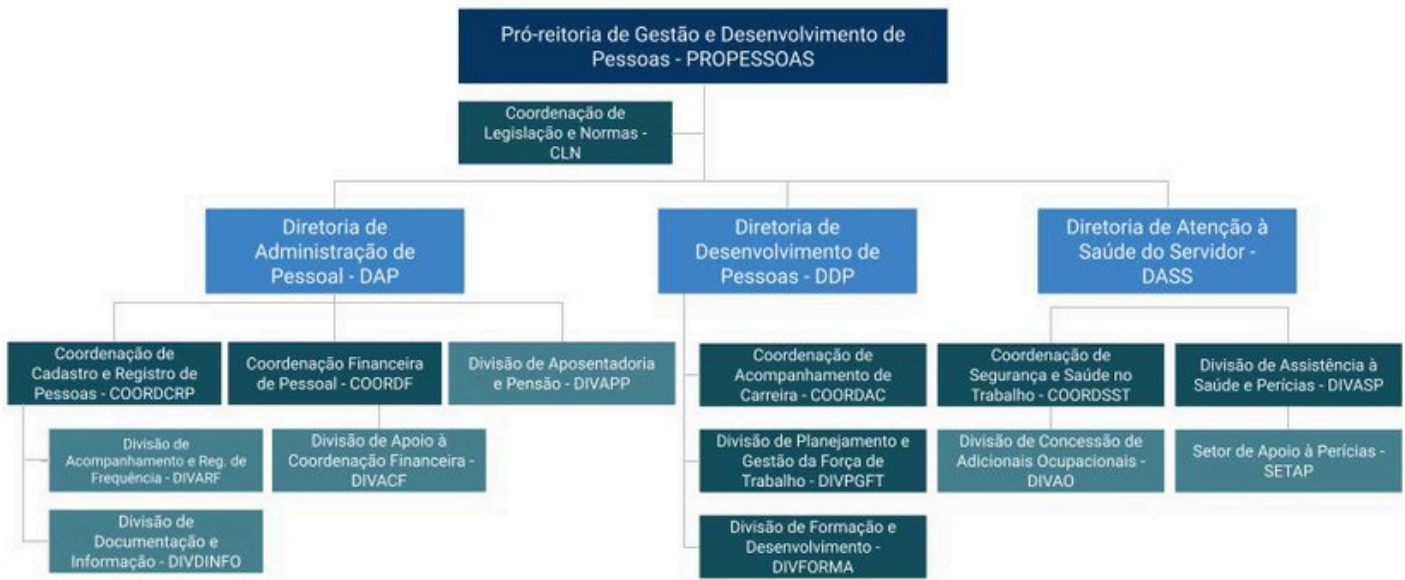 Pró-reitoria de Gestão e Desenvolvimento de
Pessoas - PROPESSOAS
Coordenação de
Legislação e Normas -
CLN
Diretoria de
Administração de
Pessoal - DAP
Diretoria de
Desenvolvimento de
Pessoas - DDP
Diretoria de Atenção à
Saúde do Servidor -
DASS
Coordenação de
Cadastro e Registro de
Pessoas - COORDCRP
Coordenação Financeira
de Pessoal - COORDF
Divisão de Aposentadoria
e Pensão - DIVAPP
Coordenação de
Acompanhamento de
Carreira - COORDAC
Coordenação de
Segurança e Saúde no
Trabalho - COORDSST
Divisão de Assistência à
Saúde e Perícias - DIVASP
Divisão de
Acompanhamento e Reg. de
Frequência - DIVARF
Divisão de Apoio à
Coordenação Financeira -
DIVACF
Divisão de Planejamento e
Gestão da Força de
Trabalho - DIVPGFT
Divisão de Concessão de
Adicionais Ocupacionais -
DIVAO
Setor de Apoio à Perícias -
SETAP
Divisão de
Documentação e
Informação - DIVDINFO
Divisão de Formação e
Desenvolvimento -
DIVFORMA